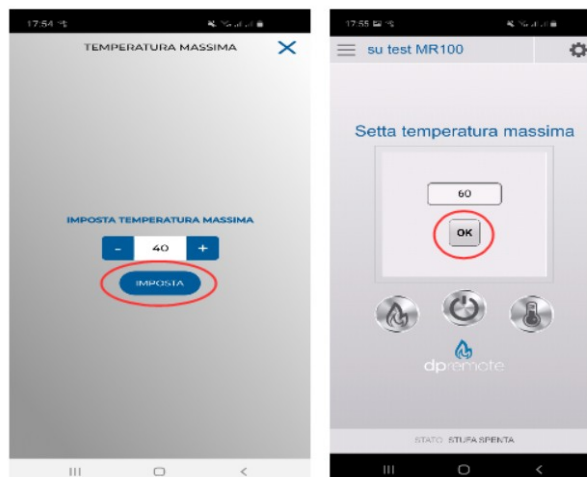 17:54
TEMPERATURA MASSIMA
IMPOSTA TEMPERATURA MASSIMA
- 40 +
IMPOSTA
17:55
su test MR100
Setta temperatura massima
60
OK
dpremote
STATO: STUFA SPENTA